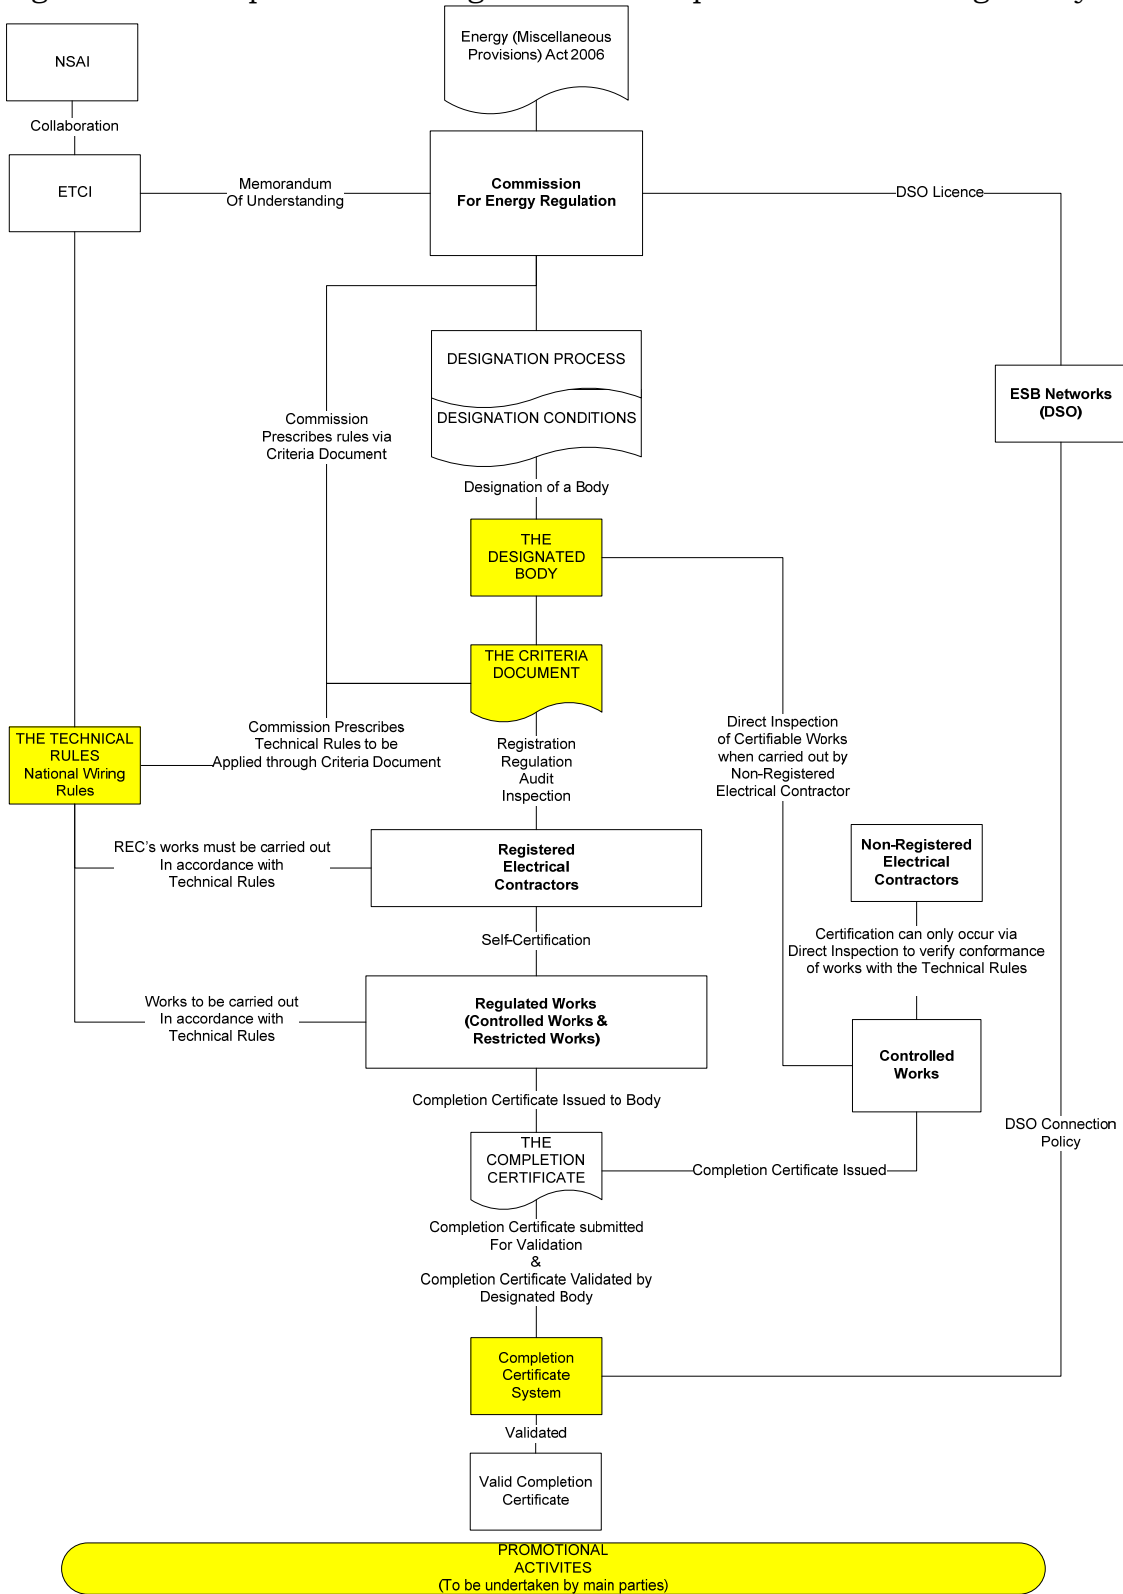 NSAI
Energy (Miscellaneous
Provisions) Act 2006
Collaboration
ETCI
Memorandum
Of Understanding
Commission
For Energy Regulation
DSO Licence
DESIGNATION PROCESS
DESIGNATION CONDITIONS
ESB Networks
(DSO)
Commission
Prescribes rules via
Criteria Document
Designation of a Body
THE
DESIGNATED
BODY
THE CRITERIA
DOCUMENT
THE TECHNICAL
RULES
National Wiring
Rules
Commission Prescribes
Technical Rules to be
Applied through Criteria Document
Registration
Regulation
Audit
Inspection
Direct Inspection
of Certifiable Works
when carried out by
Non-Registered
Electrical Contractor
REC's works must be carried out
In accordance with
Technical Rules
Registered
Electrical
Contractors
Non-Registered
Electrical
Contractors
Self-Certification
Certification can only occur via
Direct Inspection to verify conformance
of works with the Technical Rules
Works to be carried out
In accordance with
Technical Rules
Regulated Works
(Controlled Works &
Restricted Works)
Controlled
Works
Completion Certificate Issued to Body
DSO Connection
Policy
THE
COMPLETION
CERTIFICATE
Completion Certificate Issued
Completion Certificate submitted
For Validation
&
Completion Certificate Validated by
Designated Body
Completion
Certificate
System
Validated
Valid Completion
Certificate
PROMOTIONAL
ACTIVITES
(To be undertaken by main parties)